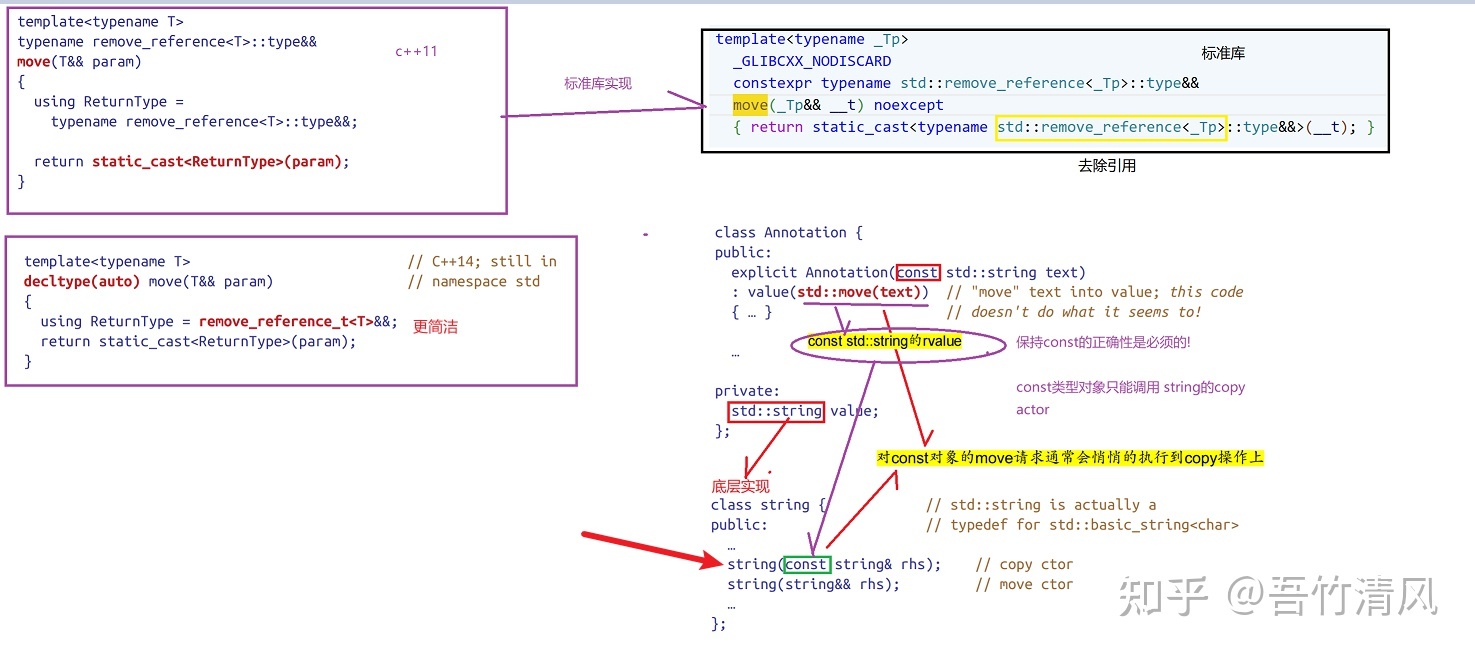 template<typename T>
typename remove_reference<T>::type&&
move(T&& param)
{
  using ReturnType =
    typename remove_reference<T>::type&&;
  return static_cast<ReturnType>(param);
}
c++11
标准库实现
template<typename _Tp>
  _GLIBCXX_NODISCARD
  constexpr typename std::remove_reference<_Tp>::type&&
  move(_Tp&& __t) noexcept
  { return static_cast<typename std::remove_reference<_Tp>::type&&>(__t); }
标准库
去除引用
template<typename T>                          // C++14; still in
decltype(auto) move(T&& param)                // namespace std
{
  using ReturnType = remove_reference_t<T>&&;
  return static_cast<ReturnType>(param);
}
更简洁
class Annotation {
public:
  explicit Annotation(const std::string text)
  : value(std::move(text))  // "move" text into value; this code
  { … }                     // doesn't do what it seems to!
const std::string的rvalue
保持const的正确性是必须的!
  …
const类型对象只能调用 string的copy
actor
private:
  std::string value;
};
对const对象的move请求通常会悄悄的执行到copy操作上
底层实现
class string {            // std::string is actually a
public:                   // typedef for std::basic_string<char>
  …
  string(const string& rhs);    // copy ctor
  string(string&& rhs);         // move ctor
  …
};
知乎 @吾竹清风